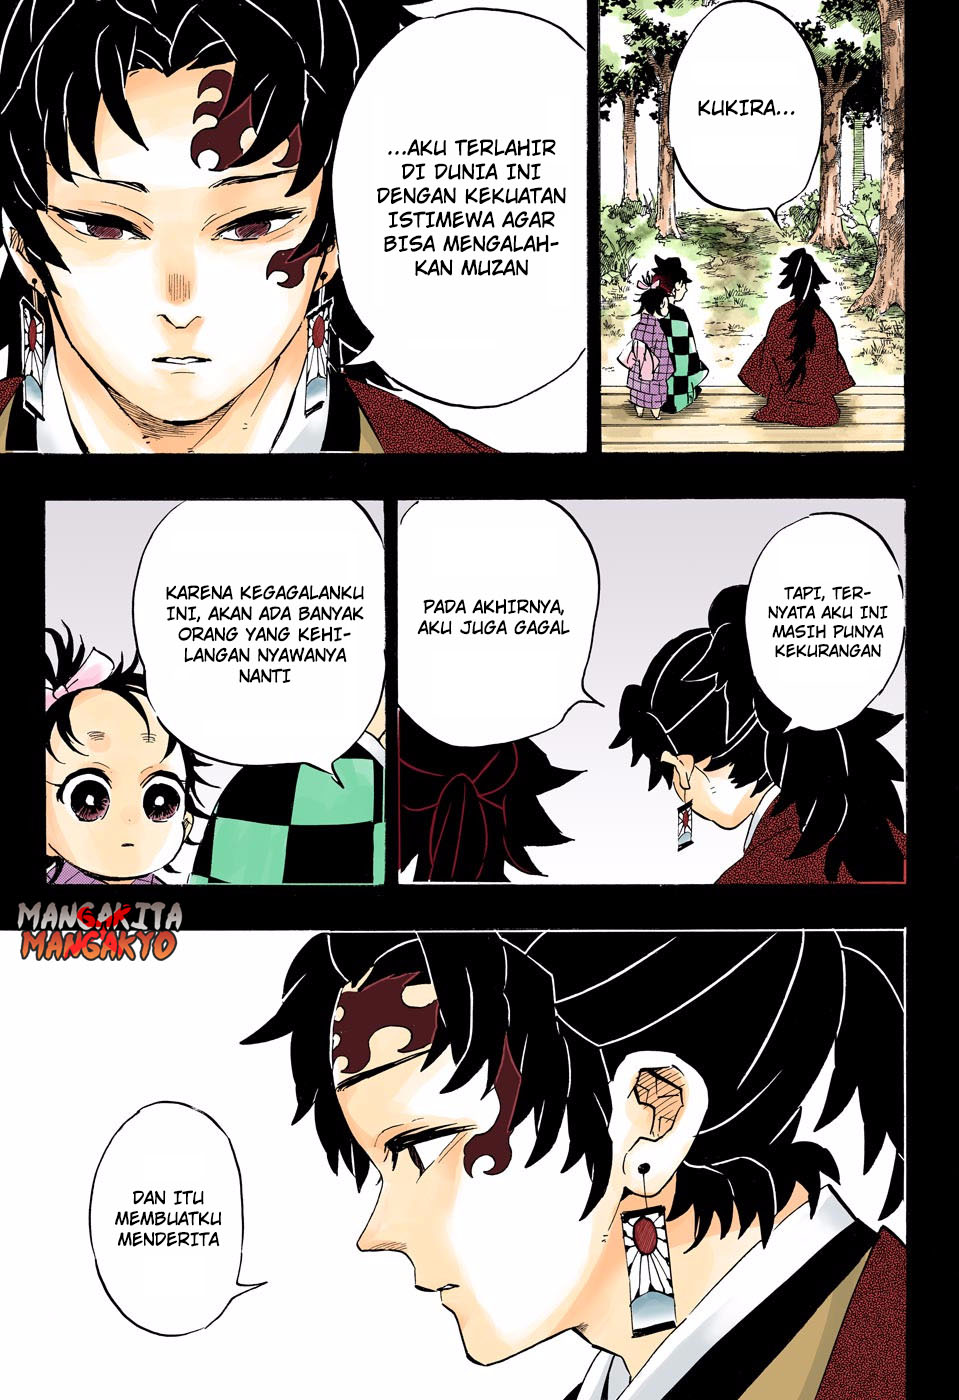 KUKIRA...
...AKU TERLAHIR
DI DUNIA INI
DENGAN KEKUATAN
ISTIMEWA AGAR
BISA MENGALAH-
KAN MUZAN
TAPI, TER-
NYATA AKU INI
MASIH PUNYA
KEKURANGAN
PADA AKHIRNYA,
AKU JUGA GAGAL
KARENA KEGAGALANKU
INI, AKAN ADA BANYAK
ORANG YANG KEHI-
LANGAN NYAWANYA
NANTI
MANGAKITA
MANGAKYO
DAN ITU
MEMBUATKU
MENDERITA